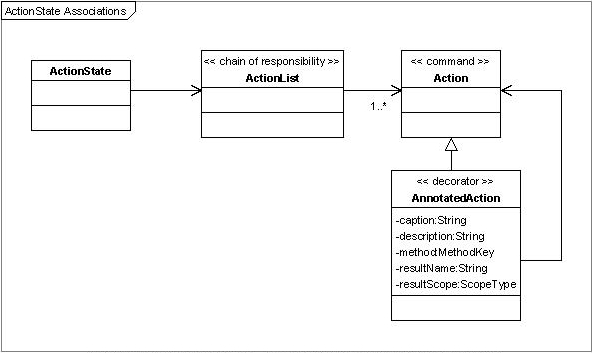 ActionState Associations
ActionState
<< chain of responsibility >>
ActionList
1..*
<< command >>
Action
<< decorator >>
AnnotatedAction
-caption:String
-description:String
-method:MethodKey
-resultName:String
-resultScope:ScopeType